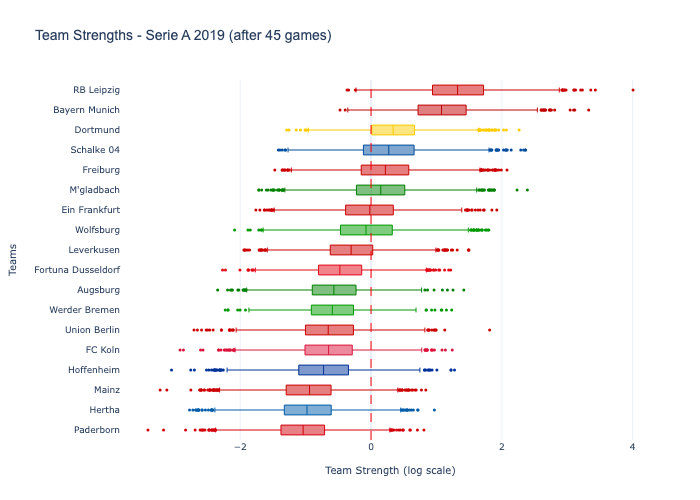 Team Strengths - Serie A 2019 (after 45 games)
RB Leipzig
Bayern Munich
Dortmund
Schalke 04
Freiburg
M'gladbach
Ein Frankfurt
Wolfsburg
Leverkusen
Fortuna Dusseldorf
Augsburg
Werder Bremen
Union Berlin
FC Koln
Hoffenheim
Mainz
Hertha
Paderborn
Teams
−2 0 2 4
Team Strength (log scale)